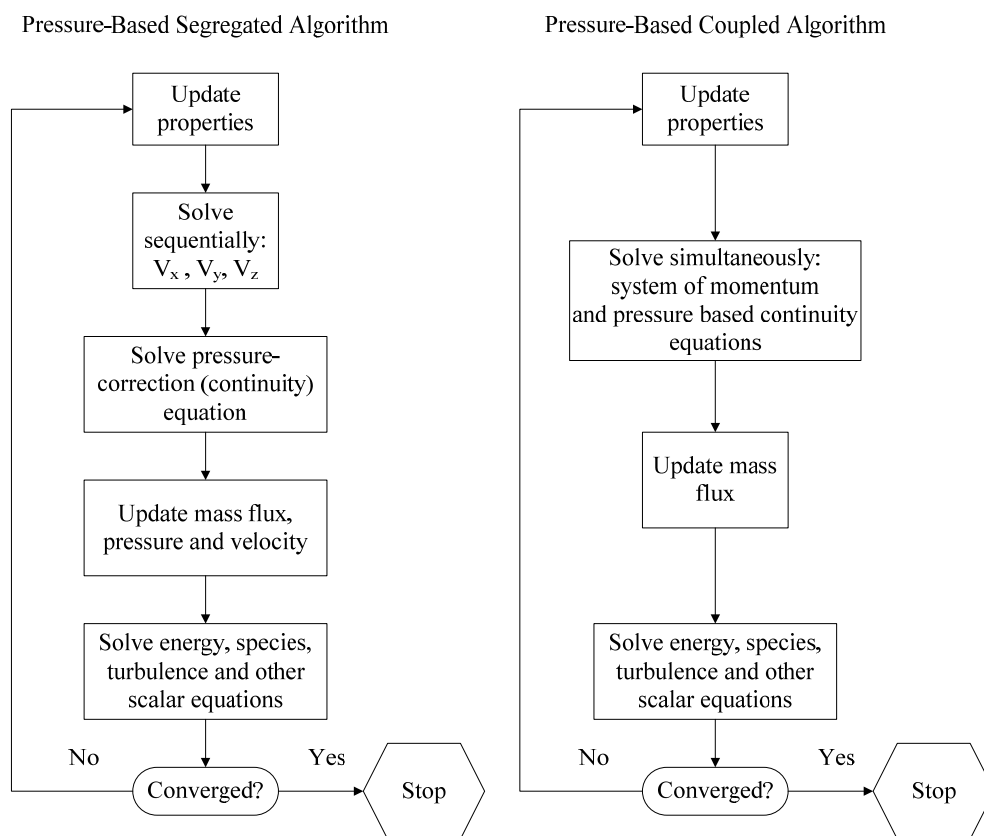 Pressure-Based Segregated Algorithm
Update
properties
Solve
sequentially:
Vx , Vy, Vz
Solve pressure-
correction (continuity)
equation
Update mass flux,
pressure and velocity
Solve energy, species,
turbulence and other
scalar equations
No
Yes
Converged?
Stop
Pressure-Based Coupled Algorithm
Update
properties
Solve simultaneously:
system of momentum
and pressure based continuity
equations
Update mass
flux
Solve energy, species,
turbulence and other
scalar equations
No
Yes
Converged?
Stop